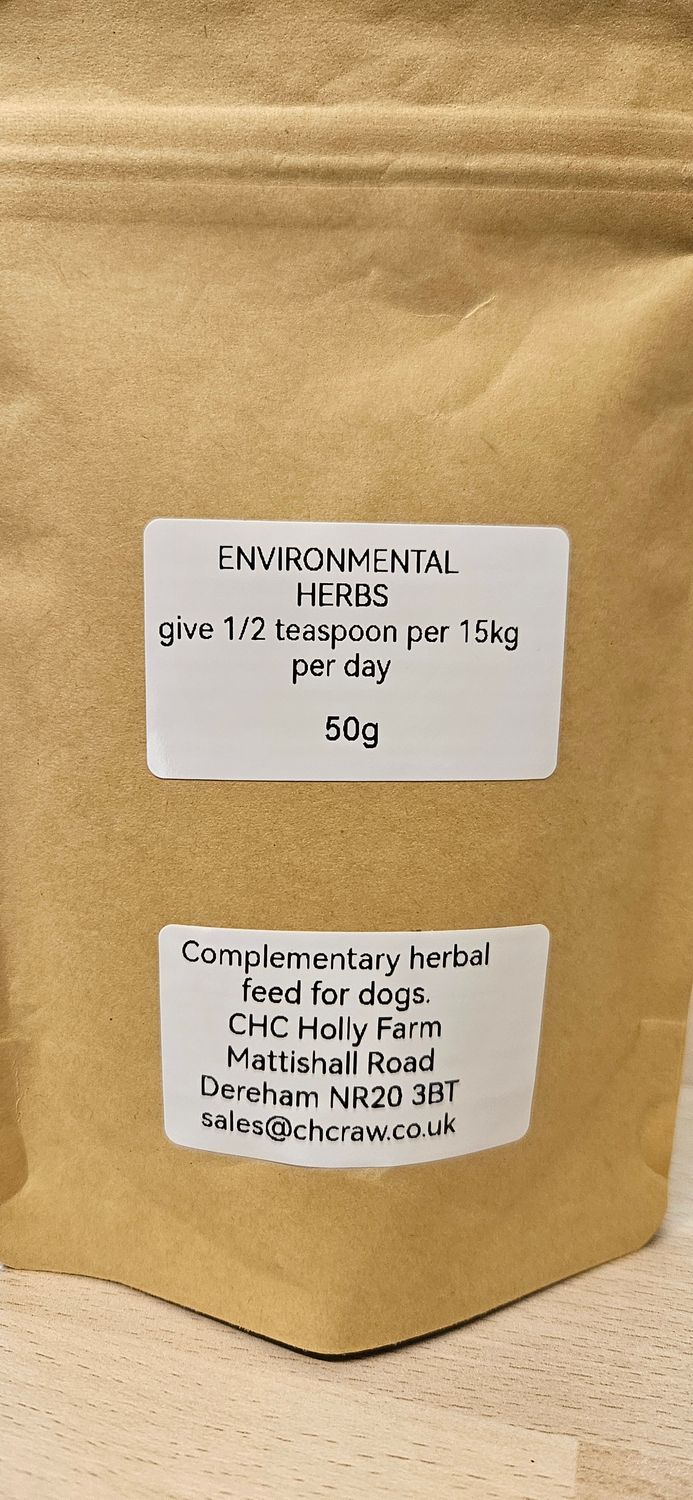 ENVIRONMENTAL
HERBS
give 1/2 teaspoon per 15kg
per day
50g
Complementary herbal
feed for dogs.
CHC Holly Farm
Mattishall Road
Dereham NR20 3BT
sales@chcraw.co.uk